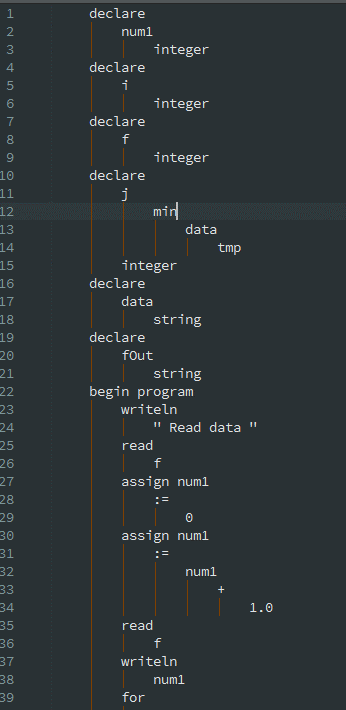 1 declare
2 num1
3 integer
4 declare
5 i
6 integer
7 declare
8 f
9 integer
10 declare
11 j
12 min
13 data
14 tmp
15 integer
16 declare
17 data
18 string
19 declare
20 fOut
21 string
22 begin program
23 writeln
24 " Read data "
25 read
26 f
27 assign num1
28 :=
29 0
30 assign num1
31 :=
32 num1
33 +
34 1.0
35 read
36 f
37 writeln
38 num1
39 for